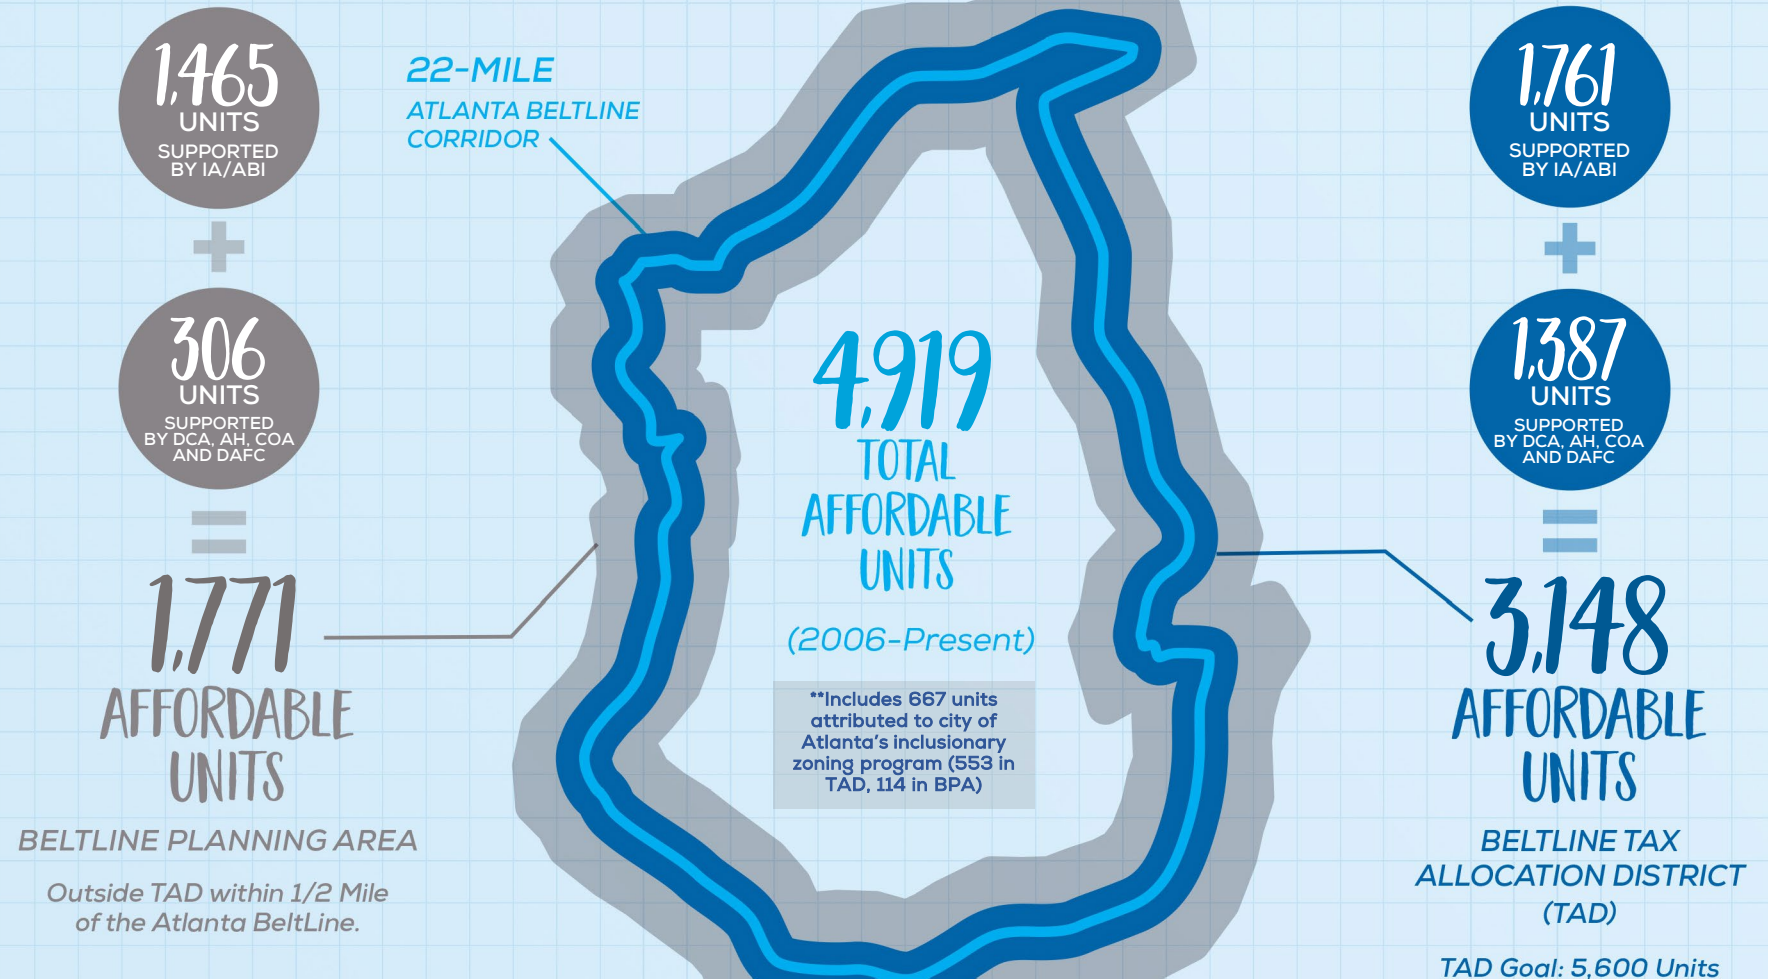 1,465
UNITS
SUPPORTED
BY IA/ABI
+
306
UNITS
SUPPORTED
BY DCA, AH, COA
AND DAFC
=
1,771
AFFORDABLE
UNITS
BELTLINE PLANNING AREA
Outside TAD within 1/2 Mile
of the Atlanta BeltLine.
22-MILE
ATLANTA BELTLINE
CORRIDOR
4,919
TOTAL
AFFORDABLE
UNITS
(2006-Present)
**Includes 667 units
attributed to city of
Atlanta's inclusionary
zoning program (553 in
TAD, 114 in BPA)
1,761
UNITS
SUPPORTED
BY IA/ABI
+
1,387
UNITS
SUPPORTED
BY DCA, AH, COA
AND DAFC
=
3,148
AFFORDABLE
UNITS
BELTLINE TAX
ALLOCATION DISTRICT
(TAD)
TAD Goal: 5,600 Units